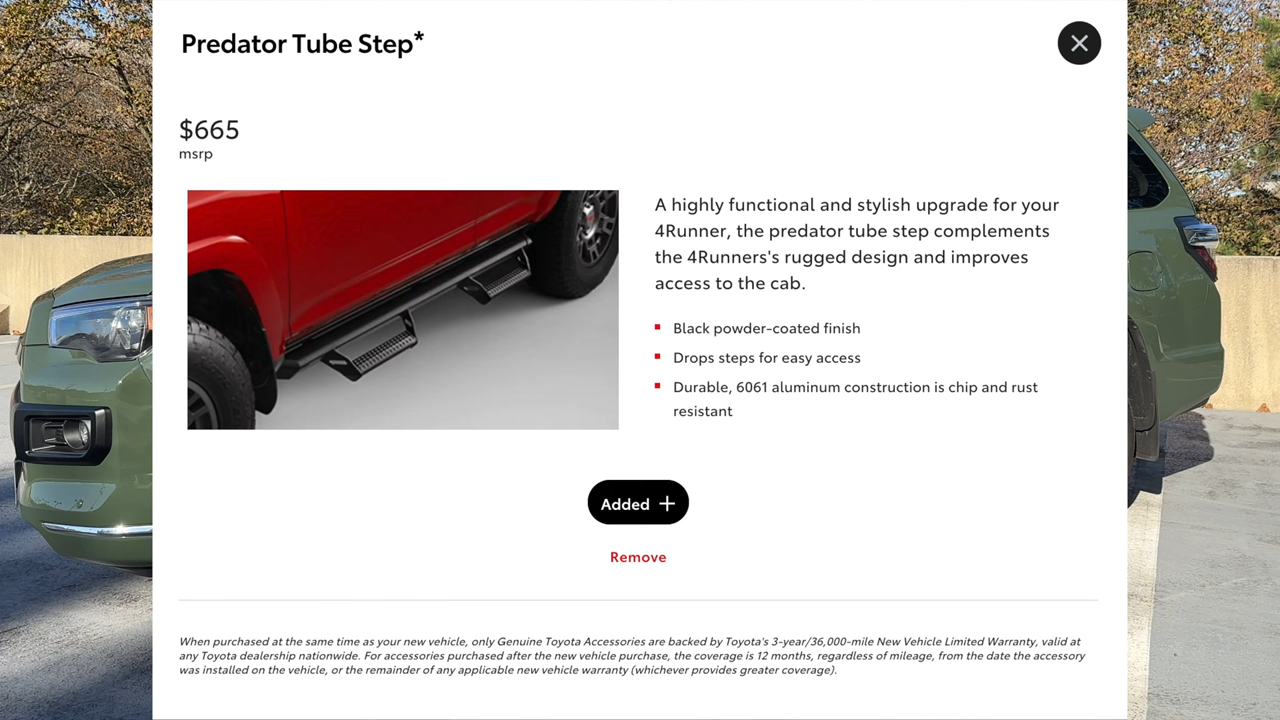 Predator Tube Step*
$665
msrp
A highly functional and stylish upgrade for your
4Runner, the predator tube step complements
the 4Runners's rugged design and improves
access to the cab.
Black powder-coated finish
Drops steps for easy access
Durable, 6061 aluminum construction is chip and rust
resistant
Added
Remove
When purchased at the same time as your new vehicle, only Genuine Toyota Accessories are backed by Toyota's 3-year/36,000-mile New Vehicle Limited Warranty, valid at
any Toyota dealership nationwide. For accessories purchased after the new vehicle purchase, the coverage is 12 months, regardless of mileage, from the date the accessory
was installed on the vehicle, or the remainder of any applicable new vehicle warranty (whichever provides greater coverage).